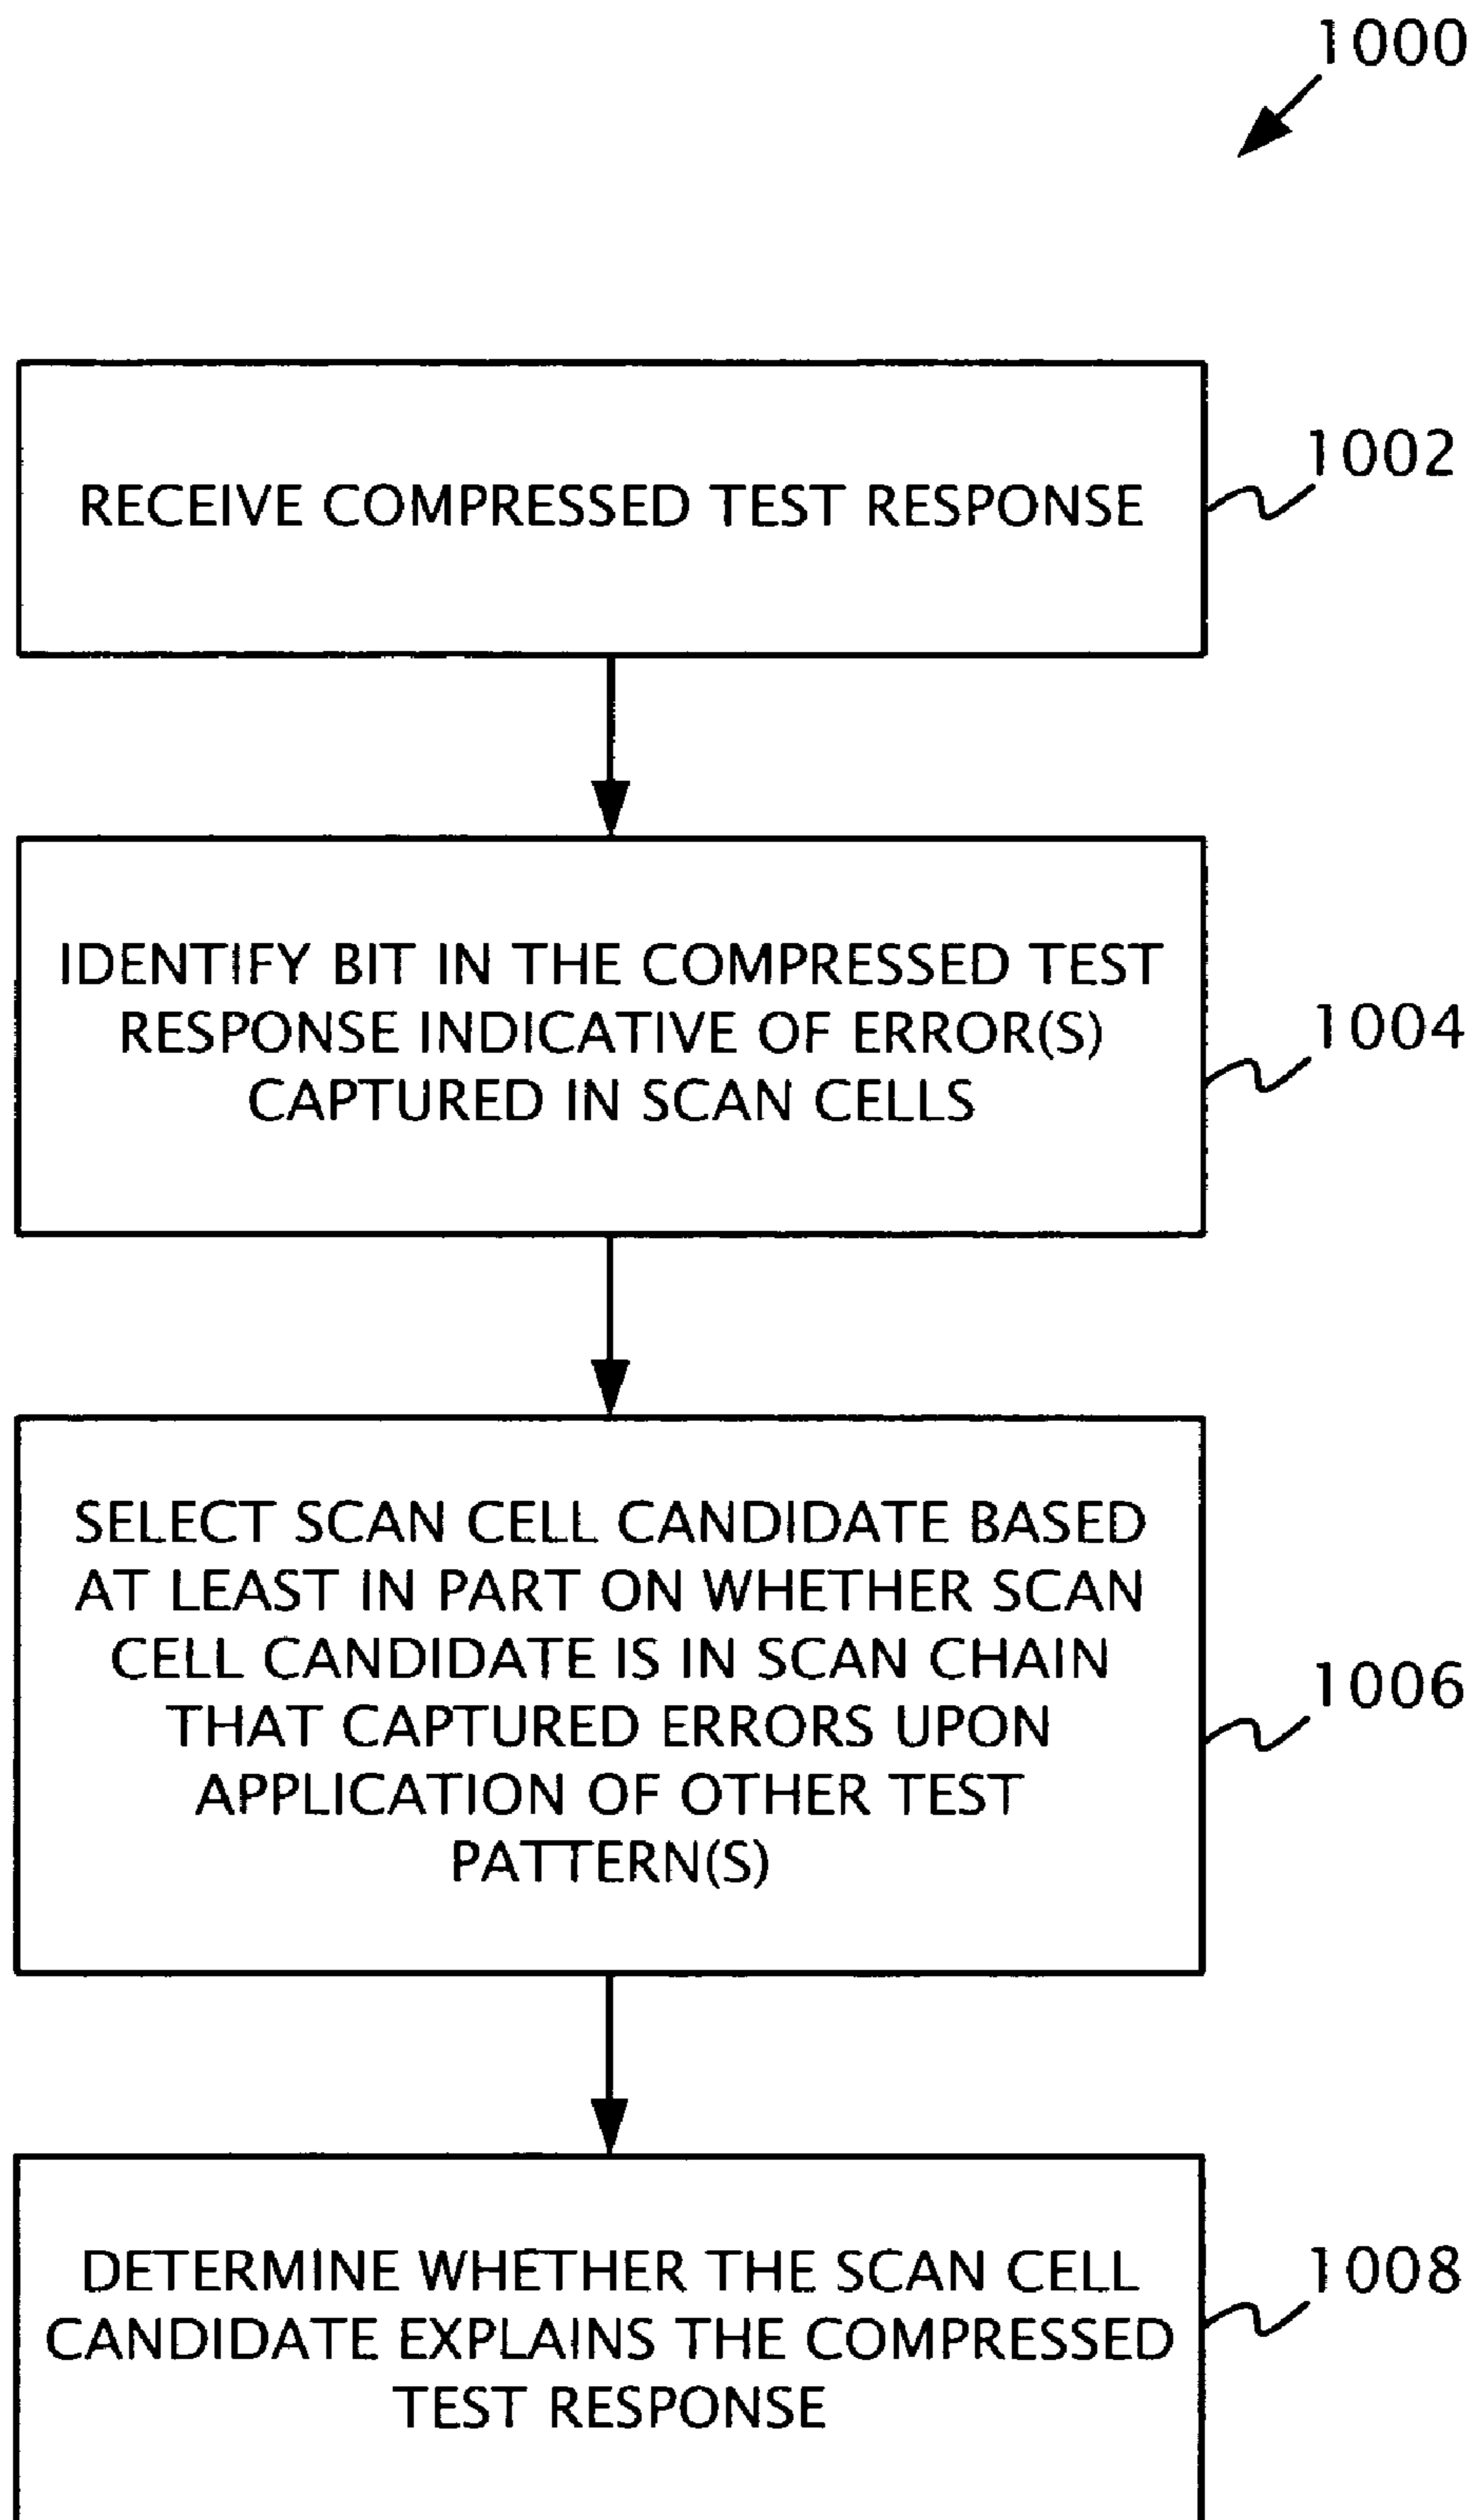 1000
RECEIVE COMPRESSED TEST RESPONSE
1002
IDENTIFY BIT IN THE COMPRESSED TEST
RESPONSE INDICATIVE OF ERROR(S)
CAPTURED IN SCAN CELLS
1004
SELECT SCAN CELL CANDIDATE BASED
AT LEAST IN PART ON WHETHER SCAN
CELL CANDIDATE IS IN SCAN CHAIN
THAT CAPTURED ERRORS UPON
APPLICATION OF OTHER TEST
PATTERN(S)
1006
DETERMINE WHETHER THE SCAN CELL
CANDIDATE EXPLAINS THE COMPRESSED
TEST RESPONSE
1008